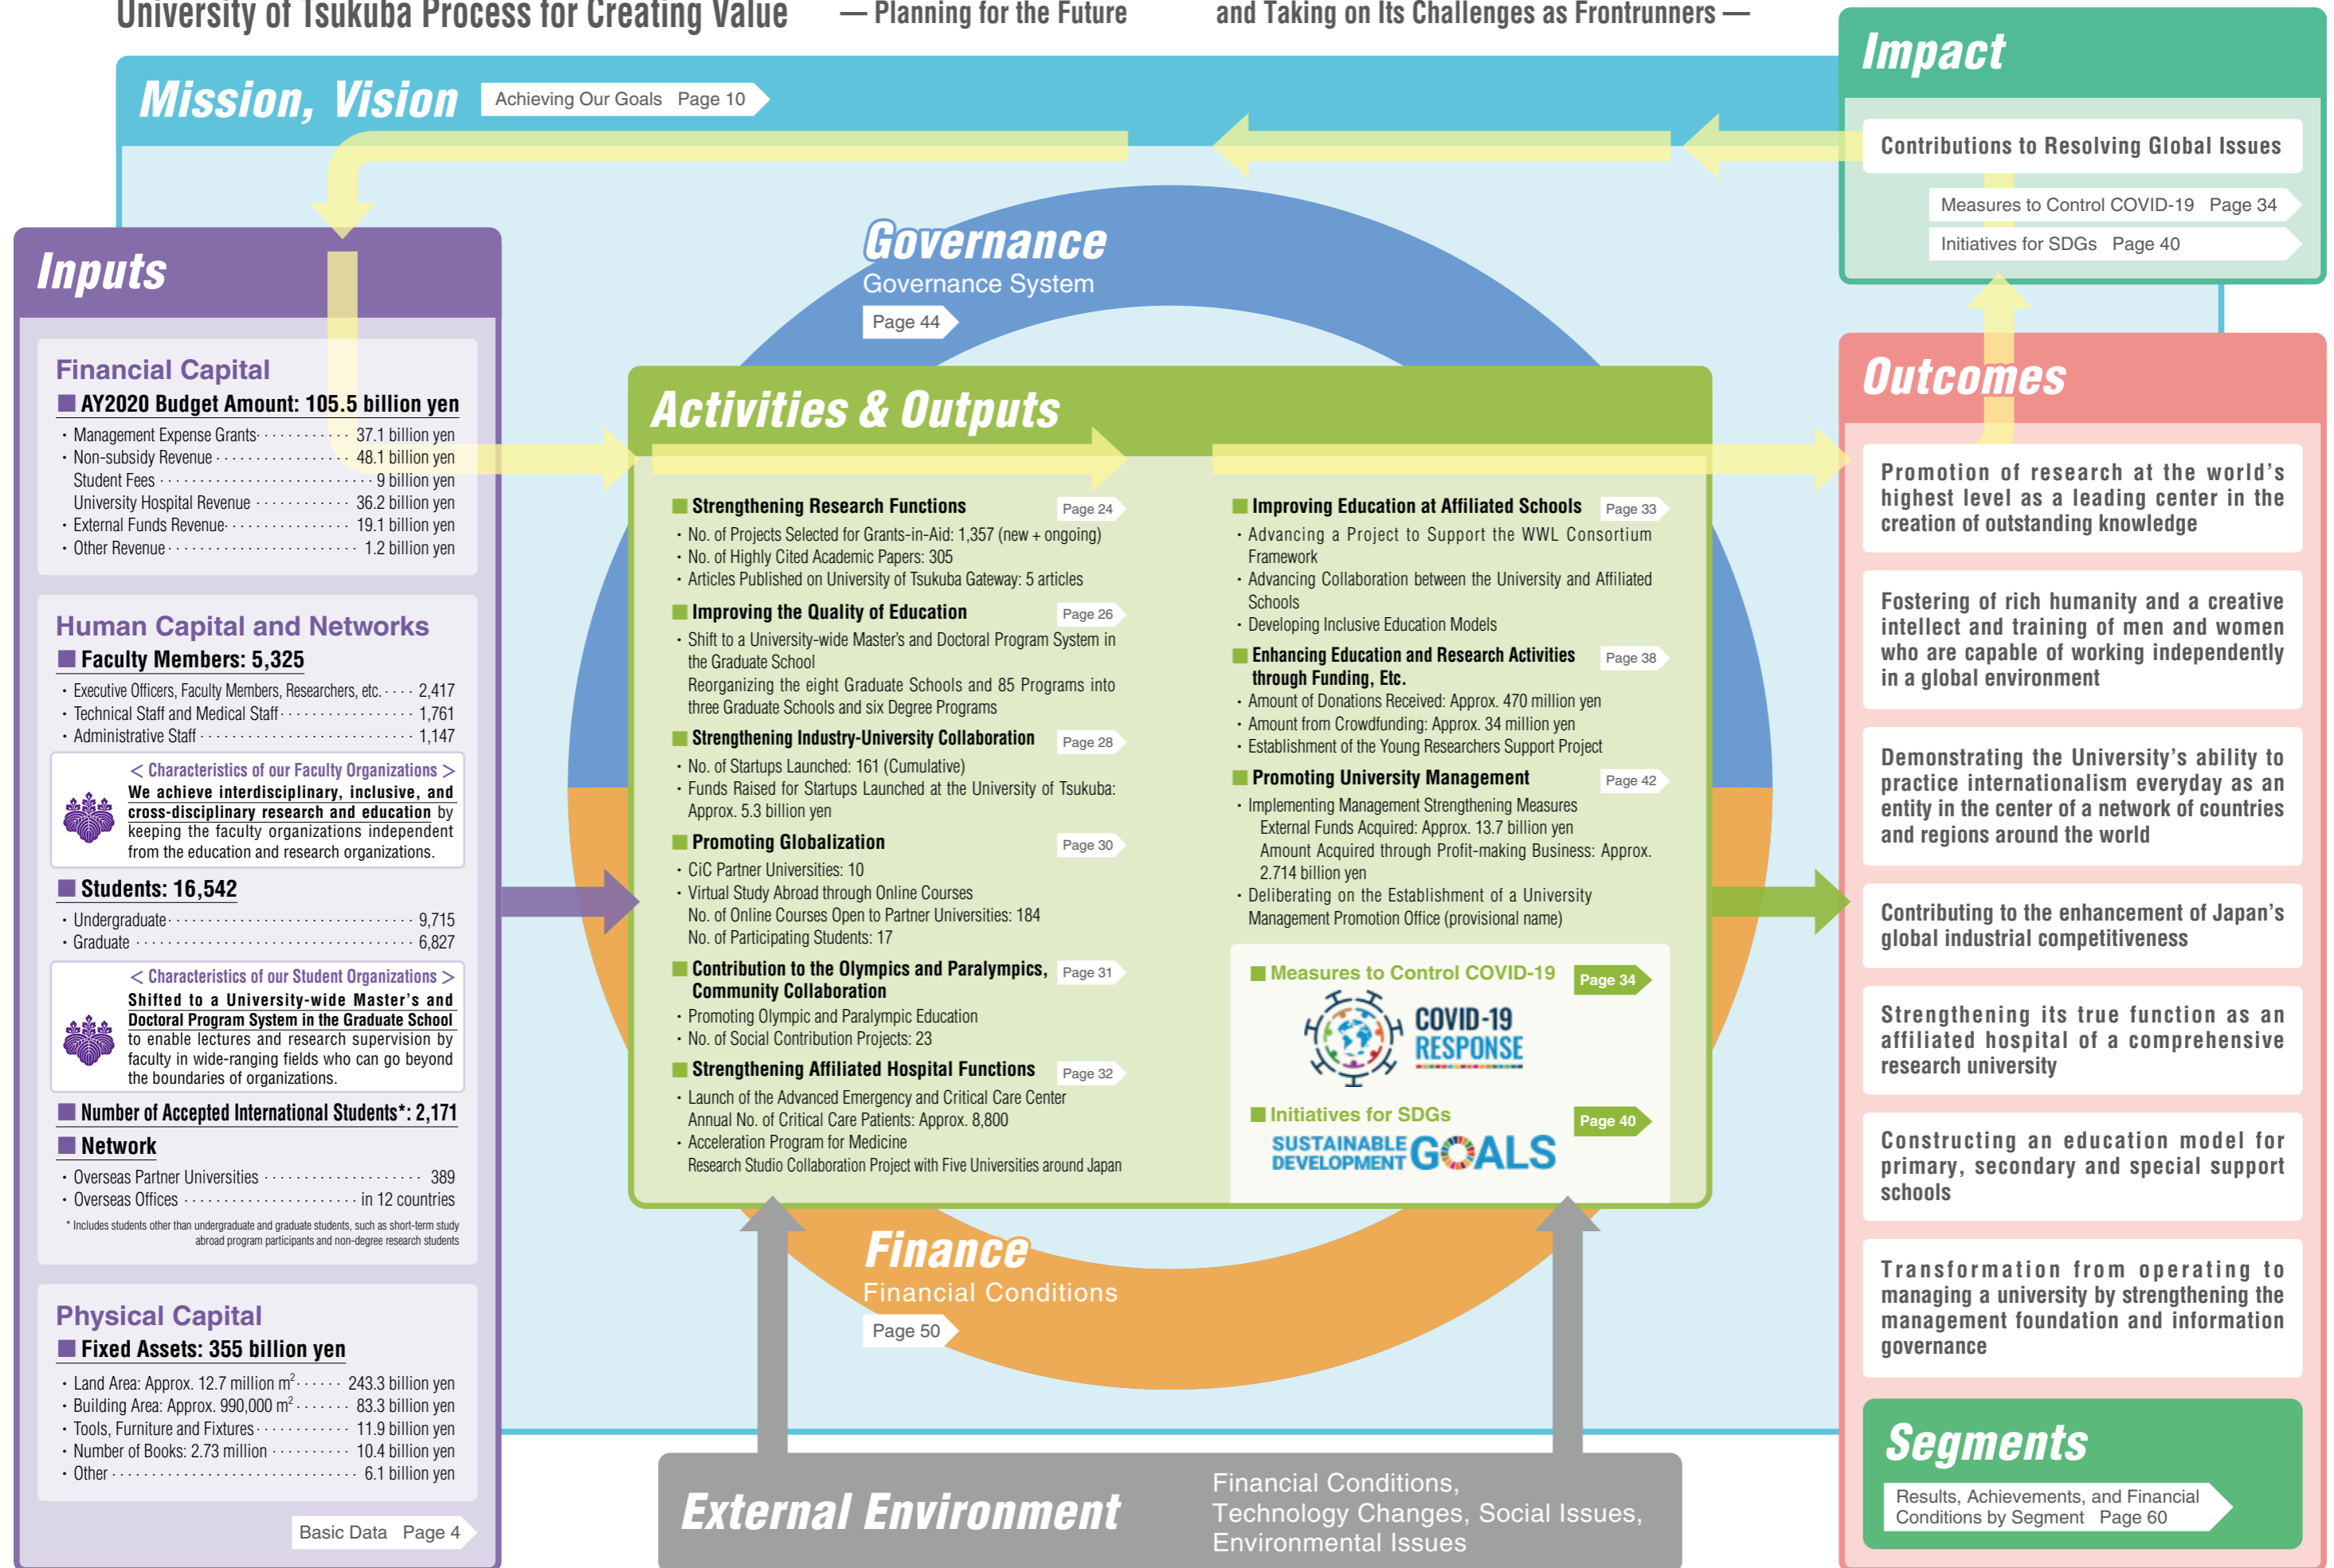 University of Tsukuba Process for Creating Value — Planning for the Future and Taking on Its Challenges as Frontrunners —
Mission, Vision
Achieving Our Goals Page 10
Impact
Contributions to Resolving Global Issues
Measures to Control COVID-19 Page 34
Initiatives for SDGs Page 40
Governance
Governance System
Page 44
Inputs
Financial Capital
■ AY2020 Budget Amount: 105.5 billion yen
・Management Expense Grants············ 37.1 billion yen
・Non-subsidy Revenue ················ 48.1 billion yen
Student Fees ························· 9 billion yen
University Hospital Revenue ············ 36.2 billion yen
・External Funds Revenue··············· 19.1 billion yen
・Other Revenue······················· 1.2 billion yen
Human Capital and Networks
■ Faculty Members: 5,325
・Executive Officers, Faculty Members, Researchers, etc.···· 2,417
・Technical Staff and Medical Staff················ 1,761
・Administrative Staff ························· 1,147
< Characteristics of our Faculty Organizations >
We achieve interdisciplinary, inclusive, and
cross-disciplinary research and education by
keeping the faculty organizations independent
from the education and research organizations.
■ Students: 16,542
・Undergraduate····························· 9,715
・Graduate ································· 6,827
< Characteristics of our Student Organizations >
Shifted to a University-wide Master's and
Doctoral Program System in the Graduate School
to enable lectures and research supervision by
faculty in wide-ranging fields who can go beyond
the boundaries of organizations.
■ Number of Accepted International Students*: 2,171
■ Network
・Overseas Partner Universities ··················· 389
・Overseas Offices ····················· in 12 countries
* Includes students other than undergraduate and graduate students, such as short-term study
abroad program participants and non-degree research students
Physical Capital
■ Fixed Assets: 355 billion yen
・Land Area: Approx. 12.7 million m²······ 243.3 billion yen
・Building Area: Approx. 990,000 m² ······· 83.3 billion yen
・Tools, Furniture and Fixtures············ 11.9 billion yen
・Number of Books: 2.73 million ·········· 10.4 billion yen
・Other ······························ 6.1 billion yen
Basic Data Page 4
Activities & Outputs
■ Strengthening Research Functions Page 24
・No. of Projects Selected for Grants-in-Aid: 1,357 (new + ongoing)
・No. of Highly Cited Academic Papers: 305
・Articles Published on University of Tsukuba Gateway: 5 articles
■ Improving the Quality of Education Page 26
・Shift to a University-wide Master's and Doctoral Program System in
the Graduate School
Reorganizing the eight Graduate Schools and 85 Programs into
three Graduate Schools and six Degree Programs
■ Strengthening Industry-University Collaboration Page 28
・No. of Startups Launched: 161 (Cumulative)
・Funds Raised for Startups Launched at the University of Tsukuba:
Approx. 5.3 billion yen
■ Promoting Globalization Page 30
・CiC Partner Universities: 10
・Virtual Study Abroad through Online Courses
No. of Online Courses Open to Partner Universities: 184
No. of Participating Students: 17
■ Contribution to the Olympics and Paralympics, Page 31
Community Collaboration
・Promoting Olympic and Paralympic Education
・No. of Social Contribution Projects: 23
■ Strengthening Affiliated Hospital Functions Page 32
・Launch of the Advanced Emergency and Critical Care Center
Annual No. of Critical Care Patients: Approx. 8,800
・Acceleration Program for Medicine
Research Studio Collaboration Project with Five Universities around Japan
■ Improving Education at Affiliated Schools Page 33
・Advancing a Project to Support the WWL Consortium
Framework
・Advancing Collaboration between the University and Affiliated
Schools
・Developing Inclusive Education Models
■ Enhancing Education and Research Activities Page 38
through Funding, Etc.
・Amount of Donations Received: Approx. 470 million yen
・Amount from Crowdfunding: Approx. 34 million yen
・Establishment of the Young Researchers Support Project
■ Promoting University Management Page 42
・Implementing Management Strengthening Measures
External Funds Acquired: Approx. 13.7 billion yen
Amount Acquired through Profit-making Business: Approx.
2.714 billion yen
・Deliberating on the Establishment of a University
Management Promotion Office (provisional name)
■ Measures to Control COVID-19 Page 34
COVID-19
RESPONSE
■ Initiatives for SDGs Page 40
SUSTAINABLE
DEVELOPMENT GOALS
Finance
Financial Conditions
Page 50
External Environment
Financial Conditions,
Technology Changes, Social Issues,
Environmental Issues
Outcomes
Promotion of research at the world's
highest level as a leading center in the
creation of outstanding knowledge
Fostering of rich humanity and a creative
intellect and training of men and women
who are capable of working independently
in a global environment
Demonstrating the University's ability to
practice internationalism everyday as an
entity in the center of a network of countries
and regions around the world
Contributing to the enhancement of Japan's
global industrial competitiveness
Strengthening its true function as an
affiliated hospital of a comprehensive
research university
Constructing an education model for
primary, secondary and special support
schools
Transformation from operating to
managing a university by strengthening the
management foundation and information
governance
Segments
Results, Achievements, and Financial
Conditions by Segment Page 60